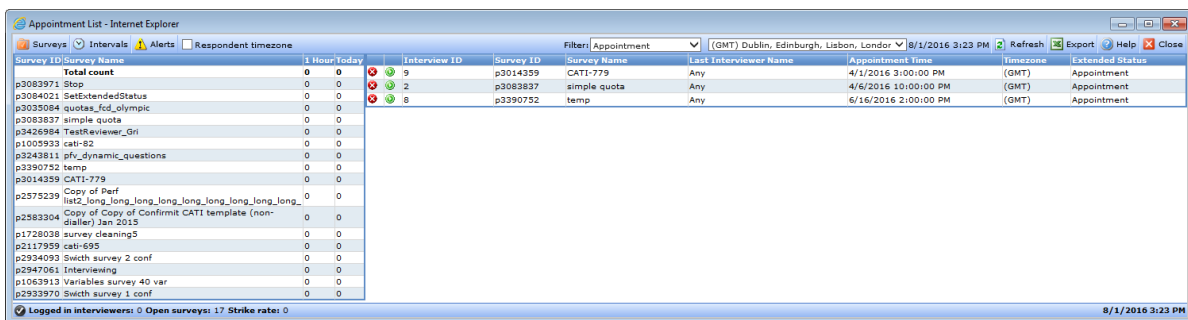 Appointment List - Internet Explorer
Surveys Intervals Alerts Respondent timezone Filter: Appointment (GMT) Dublin, Edinburgh, Lisbon, Londor 8/1/2016 3:23 PM Refresh Export Help Close
Survey ID Survey Name 1 Hour Today Interview ID Survey ID Survey Name Last Interviewer Name Appointment Time Timezone Extended Status
Total count 0 0 9 p3014359 CATI-779 Any 4/1/2016 3:00:00 PM (GMT) Appointment
p3083971 Stop 0 0 2 p3083837 simple quota Any 4/6/2016 10:00:00 PM (GMT) Appointment
p3084021 SetExtendedStatus 0 0 8 p3390752 temp Any 6/16/2016 2:00:00 PM (GMT) Appointment
p3035084 quotas_fcd_olympic 0 0
p3083837 simple quota 0 0
p3426984 TestReviewer_Gri 0 0
p1005933 cati-82 0 0
p3243811 pfv_dynamic_questions 0 0
p3390752 temp 0 0
p3014359 CATI-779 0 0
p2575239 Copy of Perf
list2_long_long_long_long_long_long_long_long_ 0 0
p2583304 Copy of Copy of Confirmit CATI template (non-
dialler) Jan 2015 0 0
p1728038 survey cleaning5 0 0
p2117959 cati-695 0 0
p2934093 Swicth survey 2 conf 0 0
p2947061 Interviewing 0 0
p1063913 Variables survey 40 var 0 0
p2933970 Swicth survey 1 conf 0 0
Logged in interviewers: 0 Open surveys: 17 Strike rate: 0 8/1/2016 3:23 PM